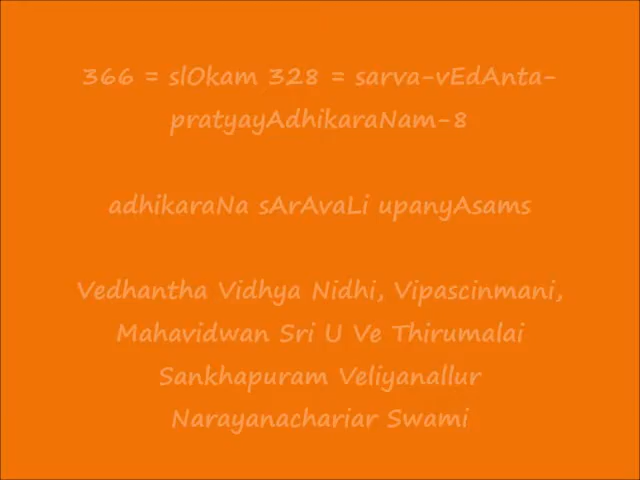 366 = slOkam 328 = sarva-vEdAnta-
pratyayAdhikaraNam-8
adhikaraNa sArAvaLi upanyAsams
Vedhantha Vidhya Nidhi, Vipascinmani,
Mahavidwan Sri U Ve Thirumalai
Sankhapuram Veliyanallur
Narayanachariar Swami